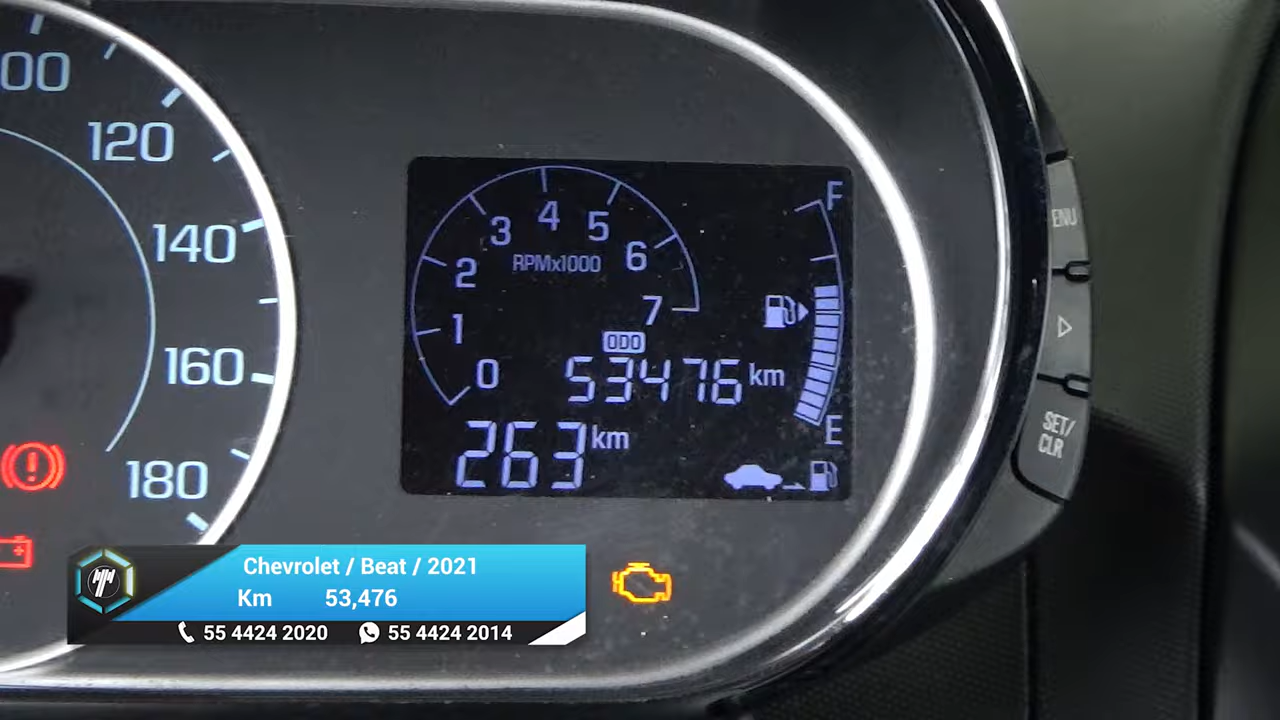 00
120
140
160
180
0
1
2
3
4
5
6
7
RPMx1000
ODO
53476 km
263 km
F
E
ENU
SET/
CLR
Chevrolet / Beat / 2021
Km 53,476
55 4424 2020 55 4424 2014